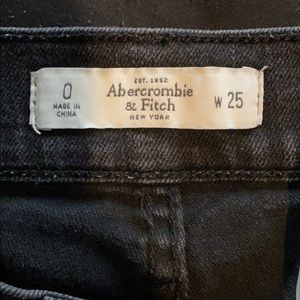 0
MADE IN
CHINA
EST. 1892
Abercrombie
& Fitch
NEW YORK
W 25